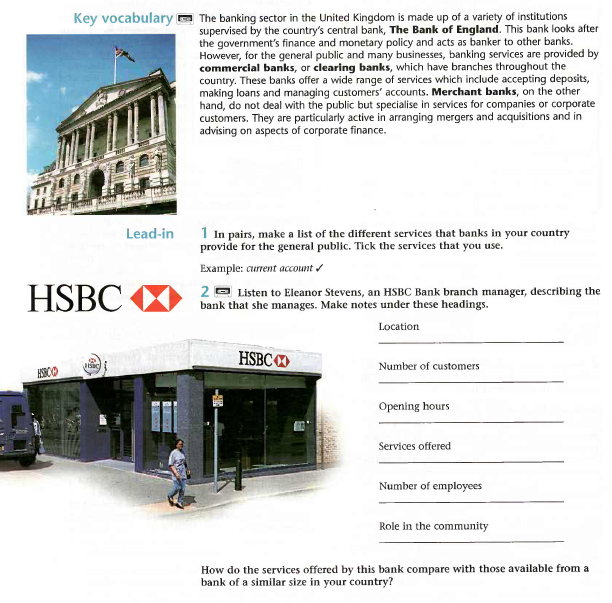 Key vocabulary
The banking sector in the United Kingdom is made up of a variety of institutions
supervised by the country's central bank, The Bank of England. This bank looks after
the government's finance and monetary policy and acts as banker to other banks.
However, for the general public and many businesses, banking services are provided by
commercial banks, or clearing banks, which have branches throughout the
country. These banks offer a wide range of services which include accepting deposits,
making loans and managing customers' accounts. Merchant banks, on the other
hand, do not deal with the public but specialise in services for companies or corporate
customers. They are particularly active in arranging mergers and acquisitions and in
advising on aspects of corporate finance.
Lead-in
1 In pairs, make a list of the different services that banks in your country
provide for the general public. Tick the services that you use.
Example: current account ✓
HSBC
2 Listen to Eleanor Stevens, an HSBC Bank branch manager, describing the
bank that she manages. Make notes under these headings.
Location
Number of customers
Opening hours
Services offered
Number of employees
Role in the community
HSBC
HSBC
HSBC
How do the services offered by this bank compare with those available from a
bank of a similar size in your country?